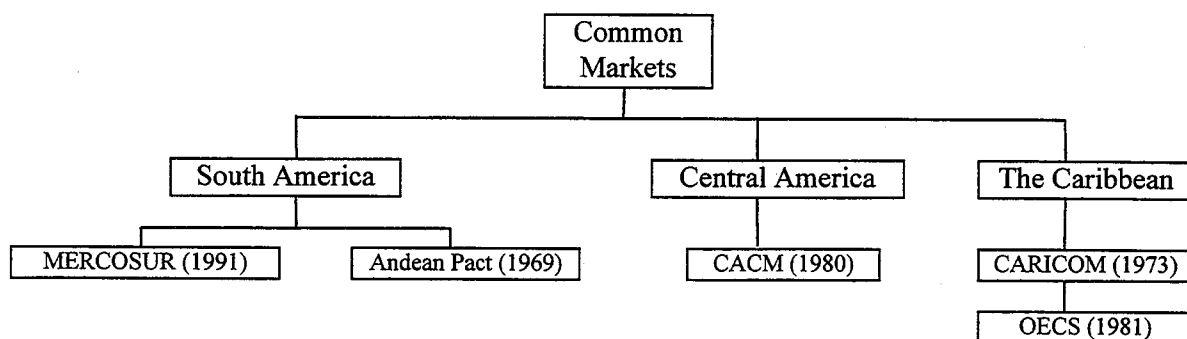 Common
Markets
South America
Central America
The Caribbean
MERCOSUR (1991)
Andean Pact (1969)
CACM (1980)
CARICOM (1973)
OECS (1981)